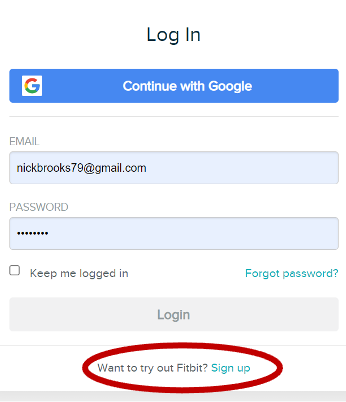 Log In
Continue with Google
EMAIL
nickbrooks79@gmail.com
PASSWORD
••••••••
Keep me logged in Forgot password?
Login
Want to try out Fitbit? Sign up